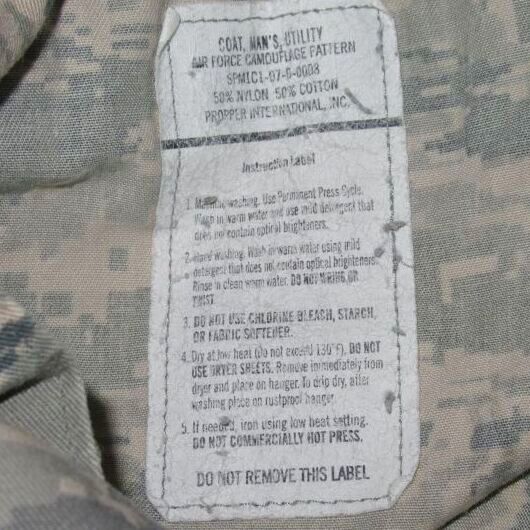 COAT, MAN'S, UTILITY
AIR FORCE CAMOUFLAGE PATTERN
SPM1C1-07-D-0008
50% NYLON 50% COTTON
PROPPER INTERNATIONAL, INC.
Instruction Label
1. Machine washing. Use Permanent Press Cycle.
Wash in warm water and use mild detergent that
does not contain optical brighteners.
2. Hand washing. Wash in warm water using mild
detergent that does not contain optical brighteners.
Rinse in clean warm water. DO NOT WRING OR
TWIST
3. DO NOT USE CHLORINE BLEACH, STARCH,
OR FABRIC SOFTENER.
4. Dry at low heat (do not exceed 130°F). DO NOT
USE DRYER SHEETS. Remove immediately from
dryer and place on hanger. To drip dry, after
washing place on rustproof hanger.
5. If needed, iron using low heat setting.
DO NOT COMMERCIALLY HOT PRESS.
DO NOT REMOVE THIS LABEL